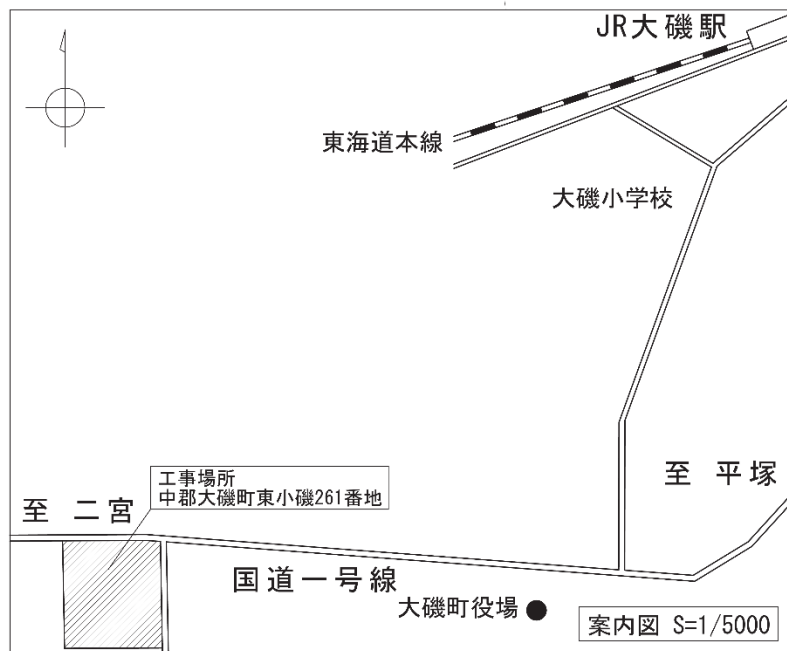 JR大磯駅
東海道本線
大磯小学校
至 平塚
工事場所
中郡大磯町東小磯261番地
至 二宮
国道一号線
大磯町役場
案内図 S=1/5000